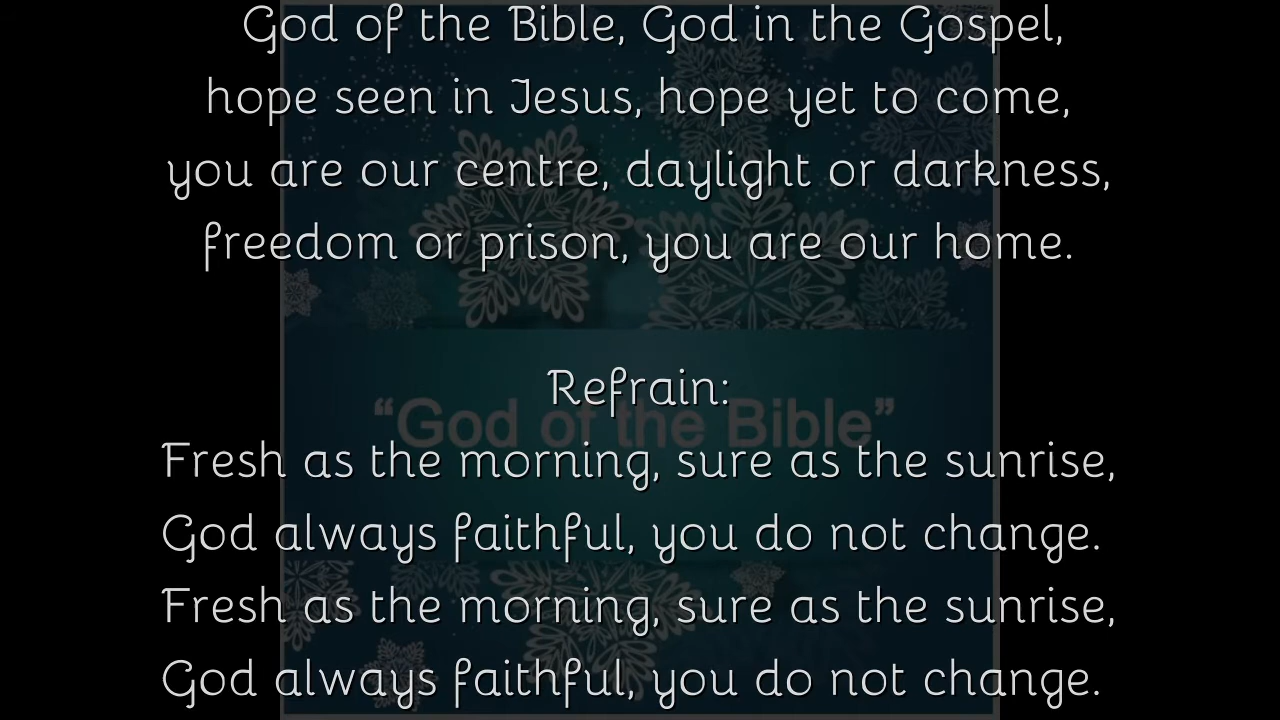 God of the Bible, God in the Gospel,
hope seen in Jesus, hope yet to come,
you are our centre, daylight or darkness,
freedom or prison, you are our home.
Refrain:
“God of the Bible”
Fresh as the morning, sure as the sunrise,
God always faithful, you do not change.
Fresh as the morning, sure as the sunrise,
God always faithful, you do not change.